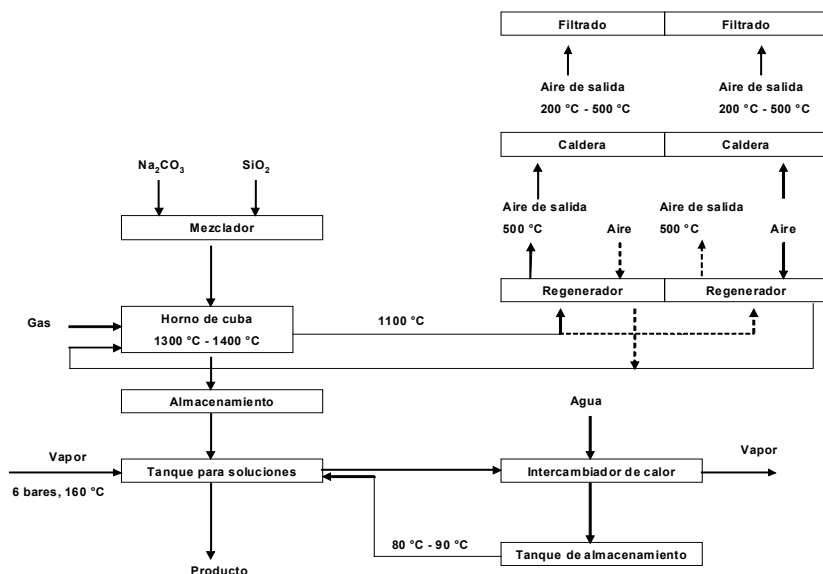 Filtrado
Filtrado
Aire de salida
200 °C - 500 °C
Aire de salida
200 °C - 500 °C
Caldera
Caldera
Na₂CO₃
SiO₂
Aire de salida
500 °C
Aire
Aire de salida
500 °C
Aire
Mezclador
Regenerador
Regenerador
Gas
Horno de cuba
1300 °C - 1400 °C
1100 °C
Almacenamiento
Agua
Vapor
6 bares, 160 °C
Tanque para soluciones
Intercambiador de calor
Vapor
80 °C - 90 °C
Tanque de almacenamiento
Producto